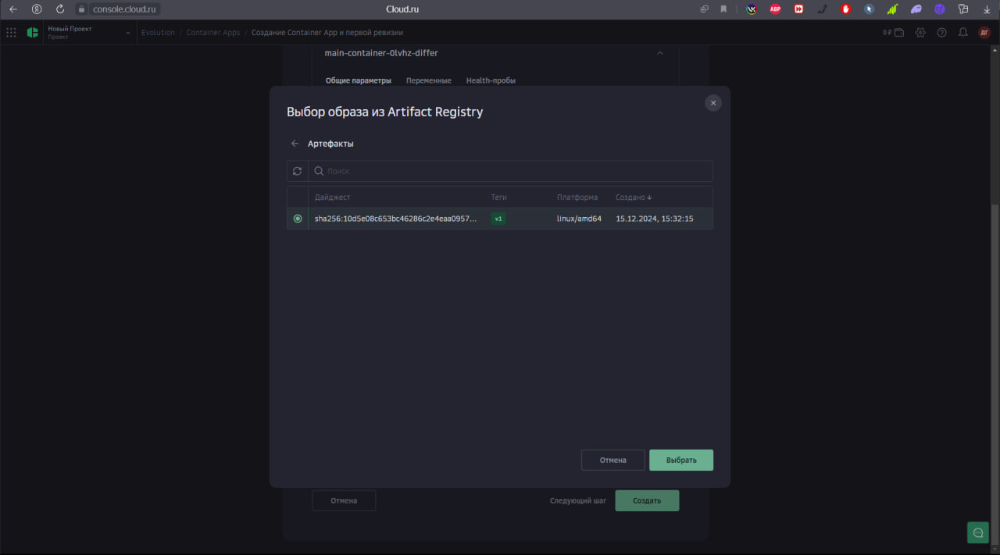 console.cloud.ru
Cloud.ru
ABP
Новый Проект
Проект
Evolution / Container Apps / Создание Container App и первой ревизии
0 ₽
ДГ
main-container-0lvhz-differ
Общие параметры Переменные Health-пробы
Выбор образа из Artifact Registry
Артефакты
Поиск
Дайджест Теги Платформа Создано
sha256:10d5e08c653bc46286c2e4eaa0957... v1 linux/amd64 15.12.2024, 15:32:15
Отмена Выбрать
Отмена Следующий шаг Создать